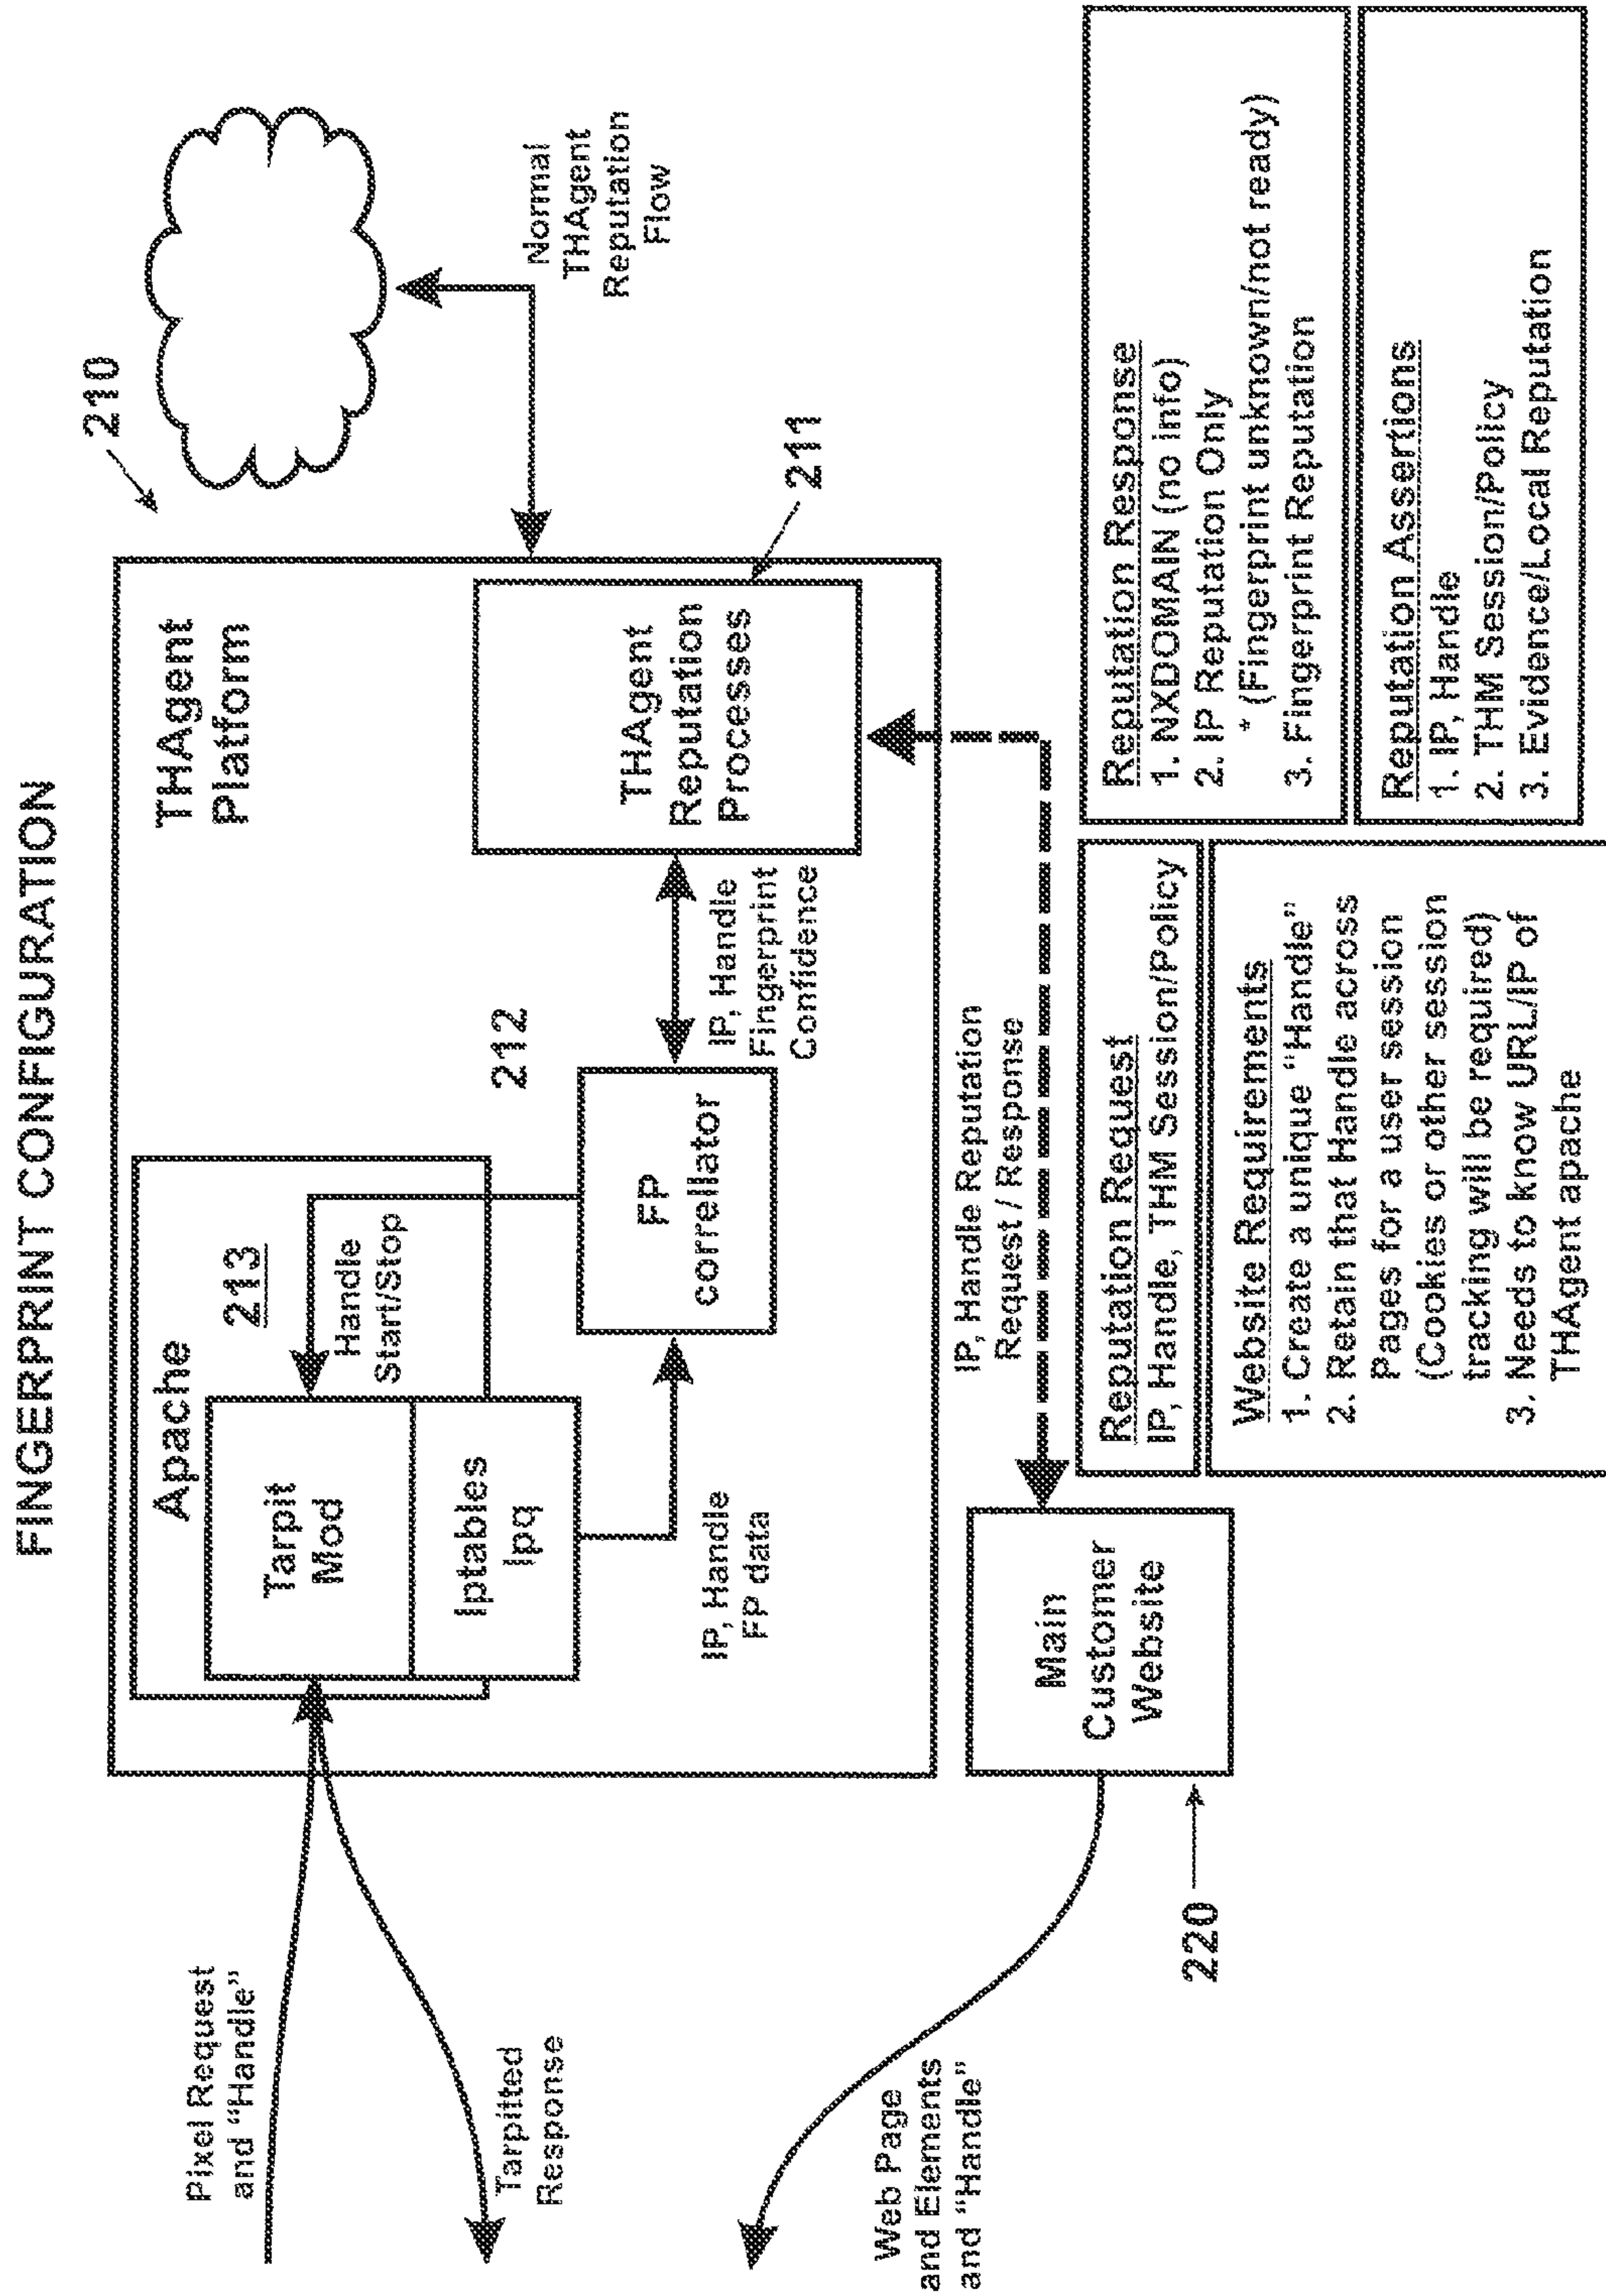 FINGERPRINT CONFIGURATION
Pixel Request
and "Handle"
Tarpitted
Response
Web Page
and Elements
and "Handle"
220
Apache
213
Tarpit
Mod
Iptables
Ipq
Handle
Start/Stop
IP, Handle
FP data
212
FP
correllator
IP, Handle
Fingerprint
Confidence
THAgent
Platform
THAgent
Reputation
Processes
210
211
Normal
THAgent
Reputation
Flow
Main
Customer
Website
IP, Handle Reputation
Request / Response
Reputation Request
IP, Handle, THM Session/Policy
Website Requirements
1. Create a unique "Handle"
2. Retain that Handle across
Pages for a user session
(Cookies or other session
tracking will be required)
3. Needs to know URL/IP of
THAgent apache
Reputation Response
1. NXDOMAIN (no info)
2. IP Reputation Only
* (Fingerprint unknown/not ready)
3. Fingerprint Reputation
Reputation Assertions
1. IP, Handle
2. THM Session/Policy
3. Evidence/Local Reputation